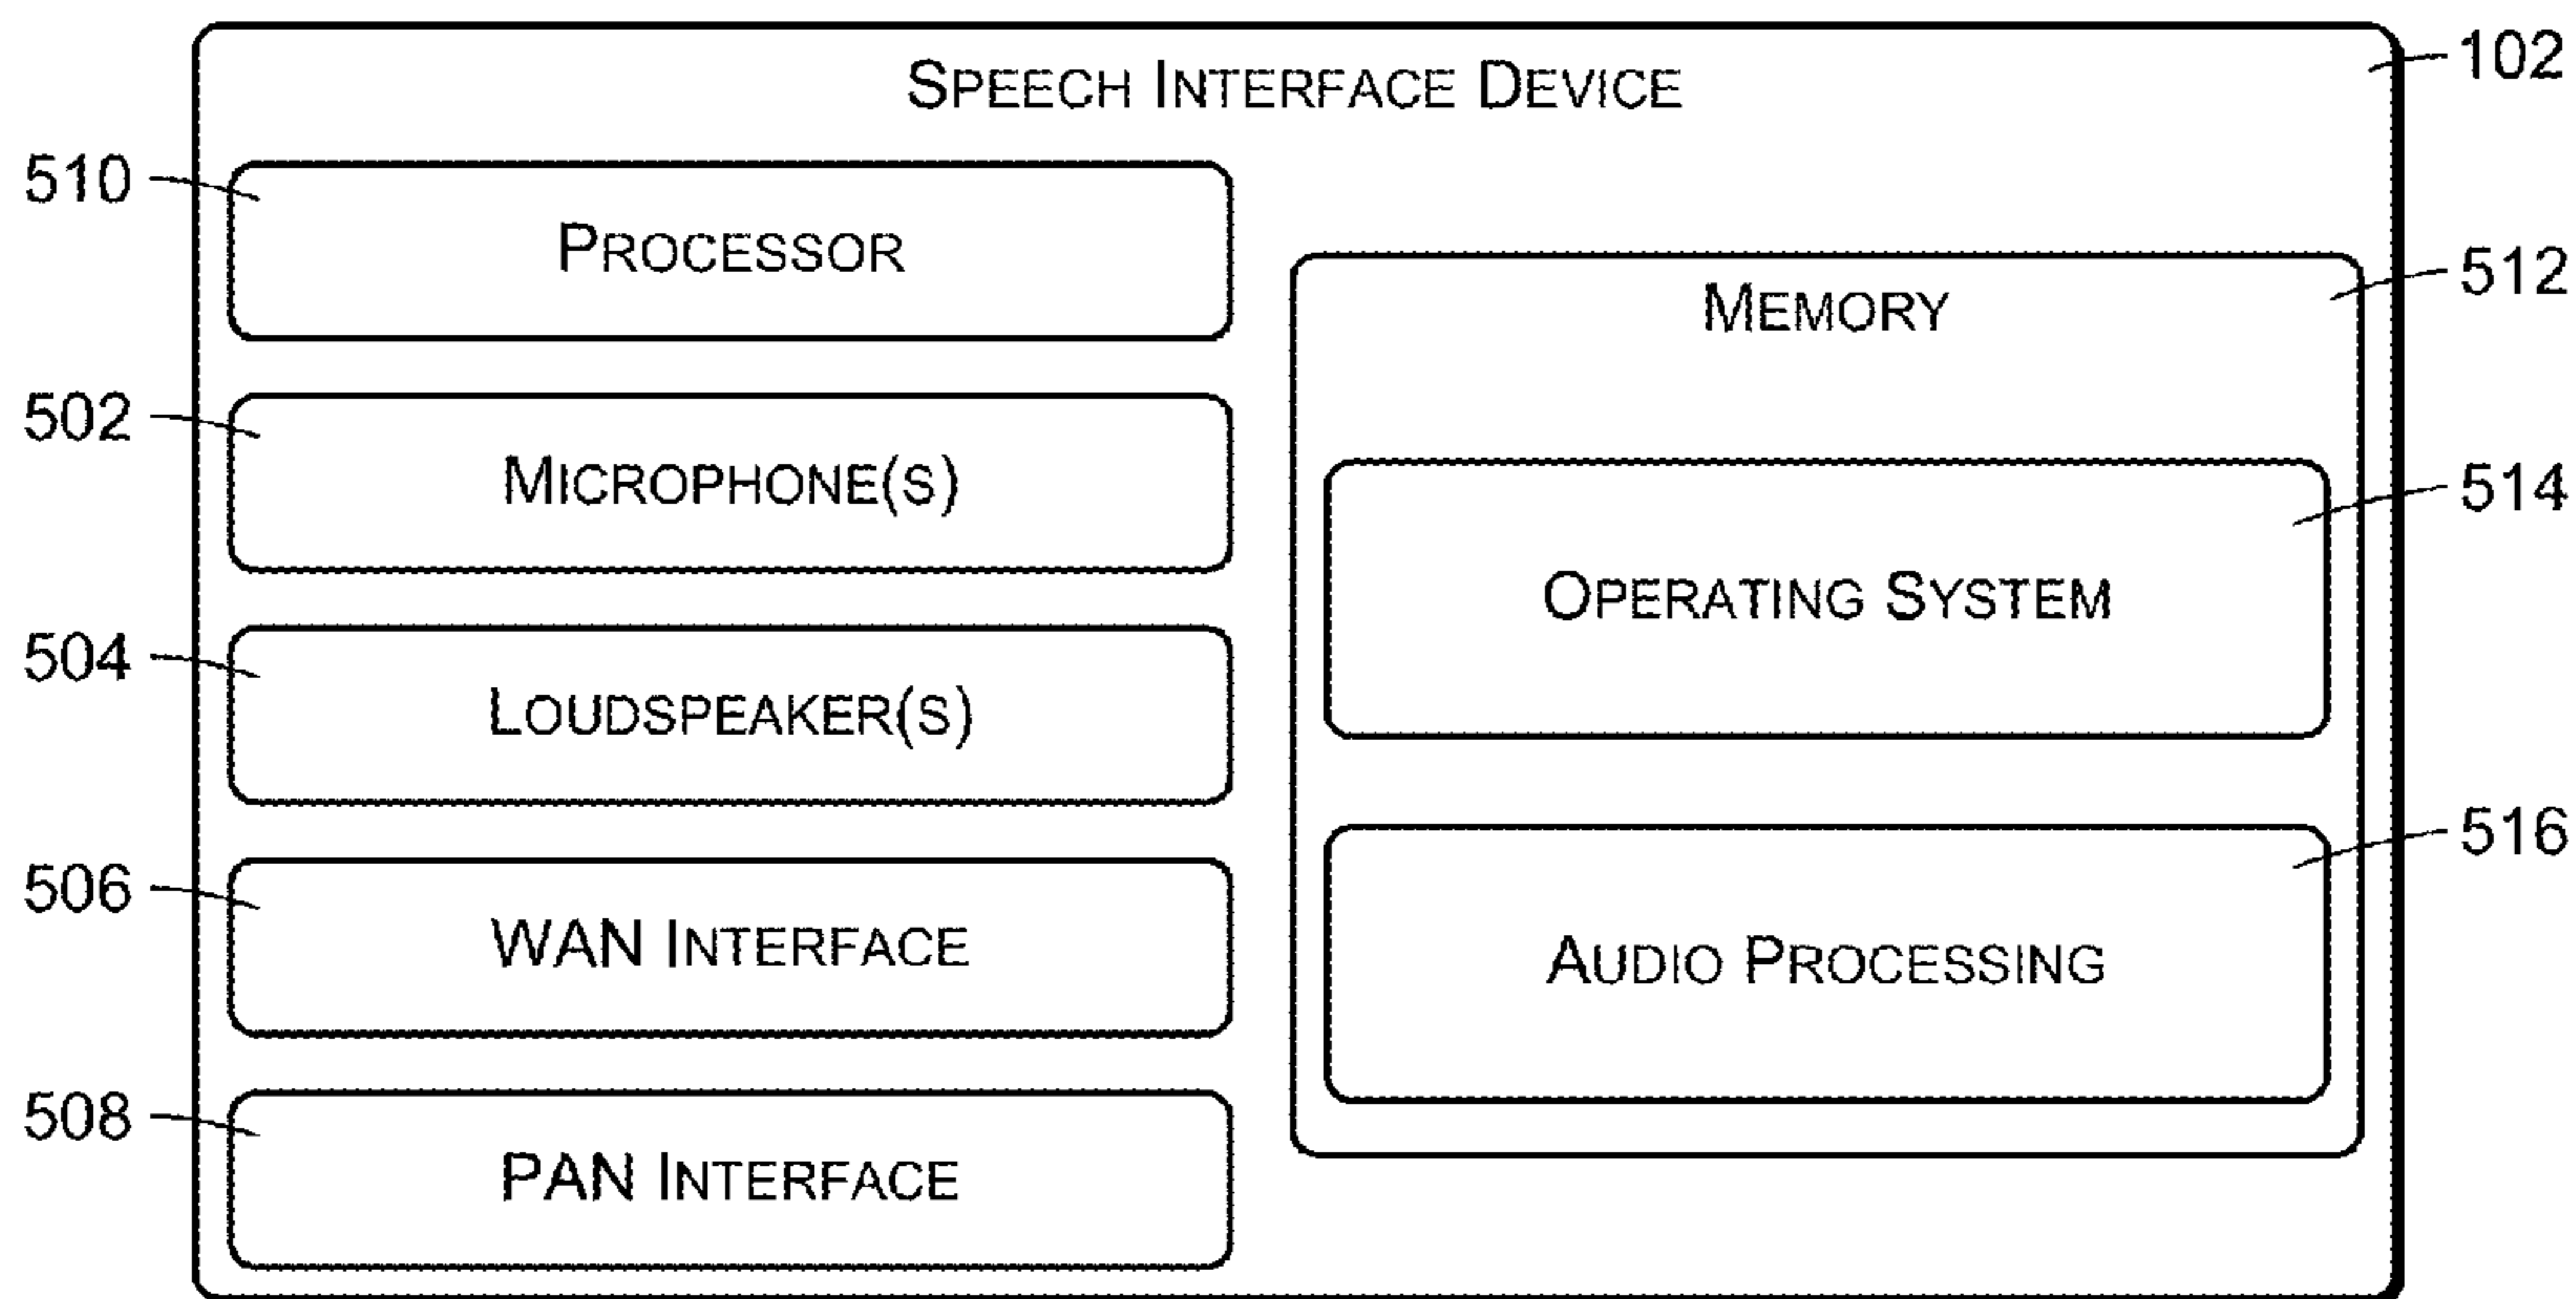 SPEECH INTERFACE DEVICE
102
510
PROCESSOR
502
MICROPHONE(S)
504
LOUDSPEAKER(S)
506
WAN INTERFACE
508
PAN INTERFACE
512
MEMORY
514
OPERATING SYSTEM
516
AUDIO PROCESSING